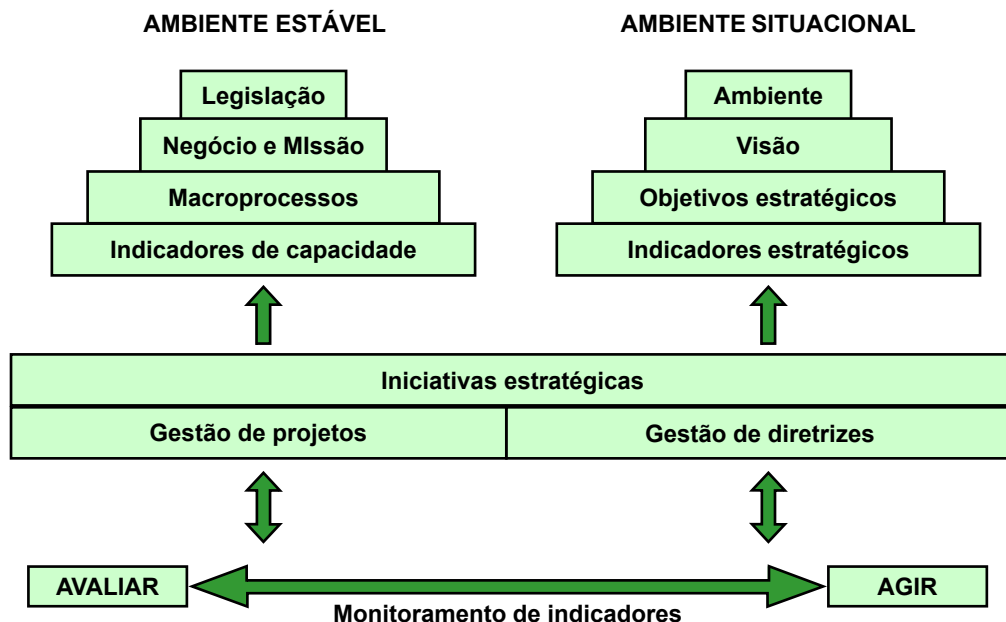 AMBIENTE ESTÁVEL
AMBIENTE SITUACIONAL
Legislação
Negócio e MIssão
Macroprocessos
Indicadores de capacidade
Ambiente
Visão
Objetivos estratégicos
Indicadores estratégicos
Iniciativas estratégicas
Gestão de projetos
Gestão de diretrizes
AVALIAR
AGIR
Monitoramento de indicadores